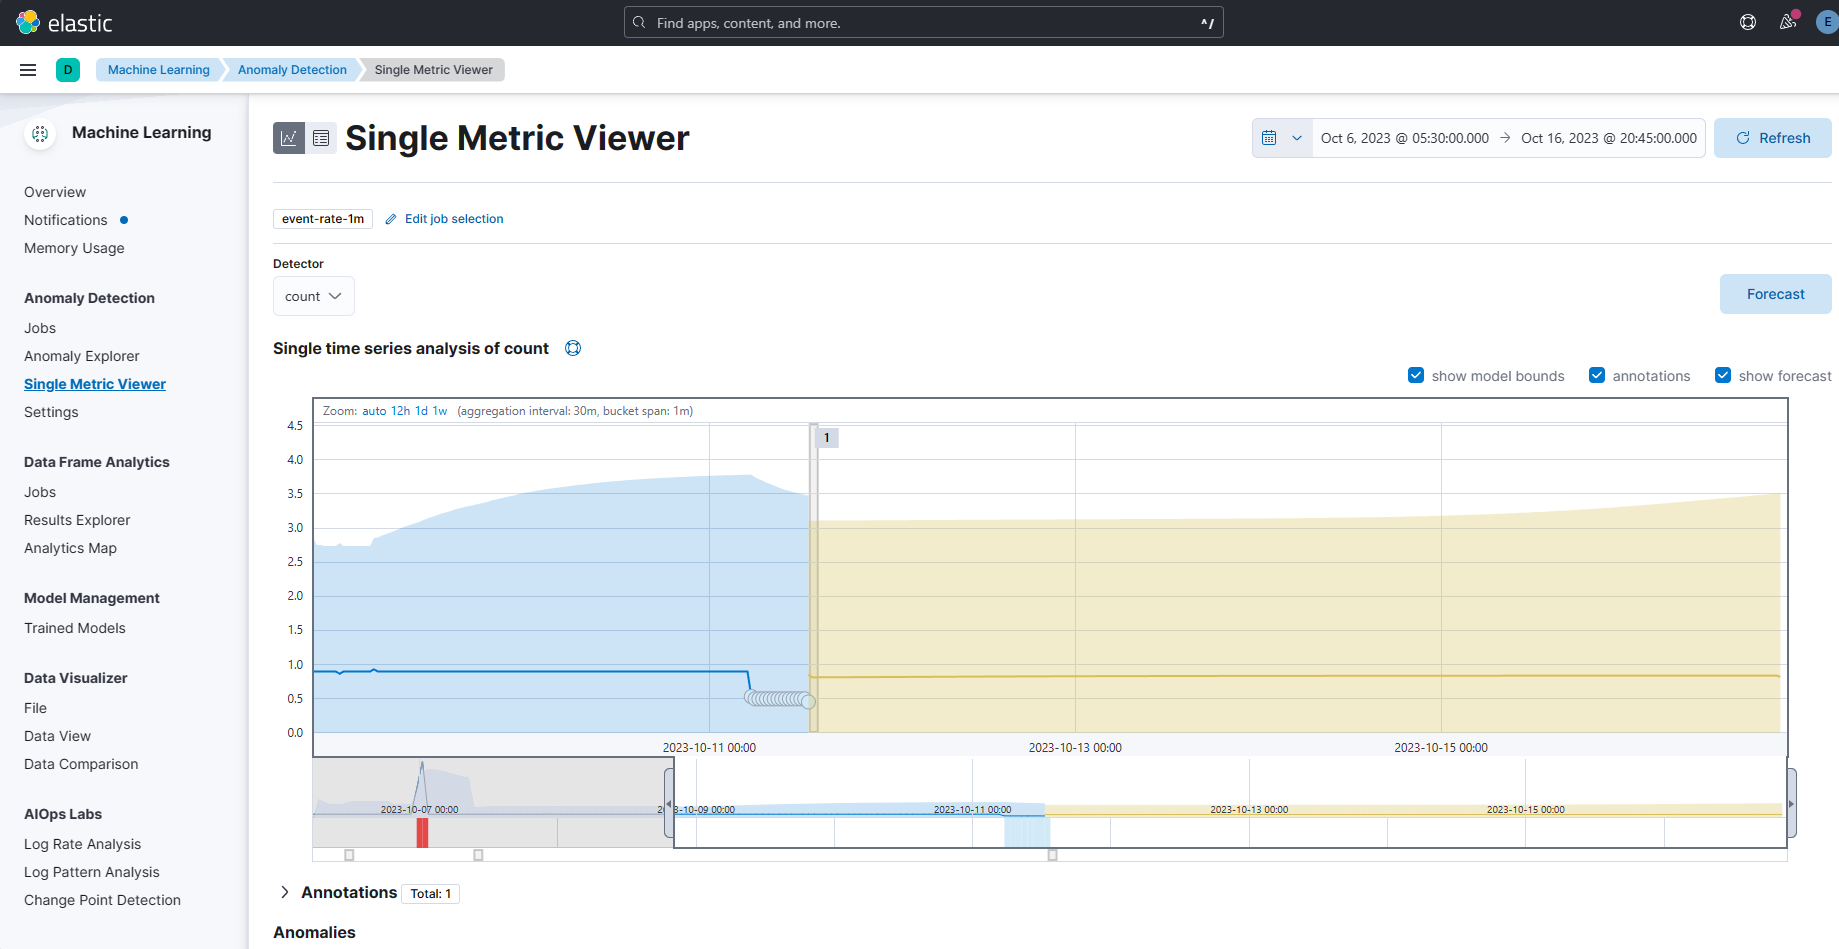 elastic
Find apps, content, and more.
^/
E
D
Machine Learning
Anomaly Detection
Single Metric Viewer
Machine Learning
Overview
Notifications
Memory Usage
Anomaly Detection
Jobs
Anomaly Explorer
Single Metric Viewer
Settings
Data Frame Analytics
Jobs
Results Explorer
Analytics Map
Model Management
Trained Models
Data Visualizer
File
Data View
Data Comparison
AIOps Labs
Log Rate Analysis
Log Pattern Analysis
Change Point Detection
Single Metric Viewer
Oct 6, 2023 @ 05:30:00.000 → Oct 16, 2023 @ 20:45:00.000
Refresh
event-rate-1m
Edit job selection
Detector
count
Forecast
Single time series analysis of count
show model bounds
annotations
show forecast
Zoom: auto 12h 1d 1w (aggregation interval: 30m, bucket span: 1m)
1
4.5
4.0
3.5
3.0
2.5
2.0
1.5
1.0
0.5
0.0
2023-10-11 00:00
2023-10-13 00:00
2023-10-15 00:00
2023-10-07 00:00
3-10-09 00:00
2023-10-11 00:00
2023-10-13 00:00
2023-10-15 00:00
Annotations
Total: 1
Anomalies